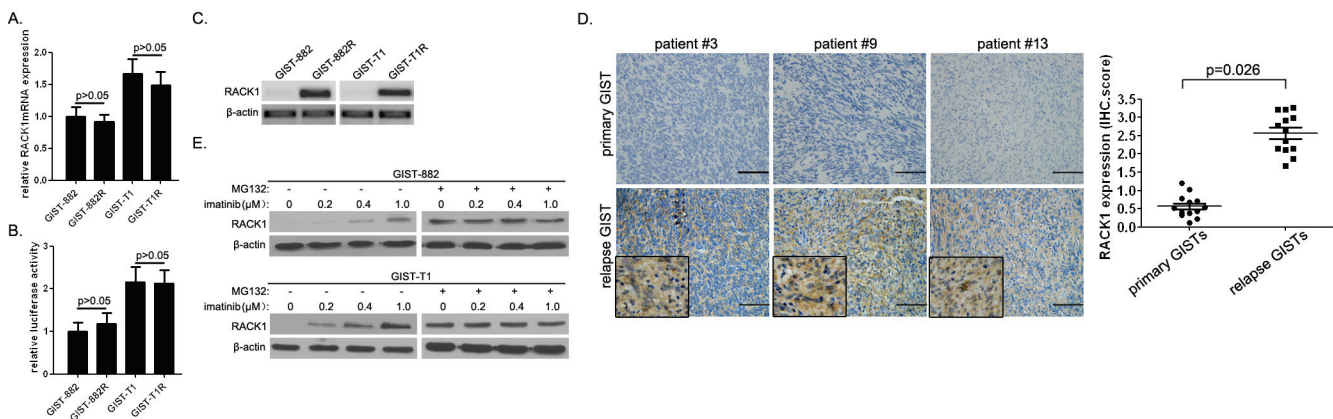 A.
relative RACK1mRNA expression
2.0
1.5
1.0
0.5
0.0
p>0.05
p>0.05
GIST-882
GIST-882R
GIST-T1
GIST-T1R
B.
relative luciferase activity
3
2
1
0
p>0.05
p>0.05
GIST-882
GIST-882R
GIST-T1
GIST-T1R
C.
GIST-882
GIST-882R
GIST-T1
GIST-T1R
RACK1
β-actin
E.
GIST-882
MG132: - - - - + + + +
imatinib(μM): 0 0.2 0.4 1.0 0 0.2 0.4 1.0
RACK1
β-actin
GIST-T1
MG132: - - - - + + + +
imatinib(μM): 0 0.2 0.4 1.0 0 0.2 0.4 1.0
RACK1
β-actin
D.
patient #3 patient #9 patient #13
primary GIST
relapse GIST
p=0.026
RACK1 expression (IHC.score)
3.5
3.0
2.5
2.0
1.5
1.0
0.5
0.0
primary GISTs
relapse GISTs